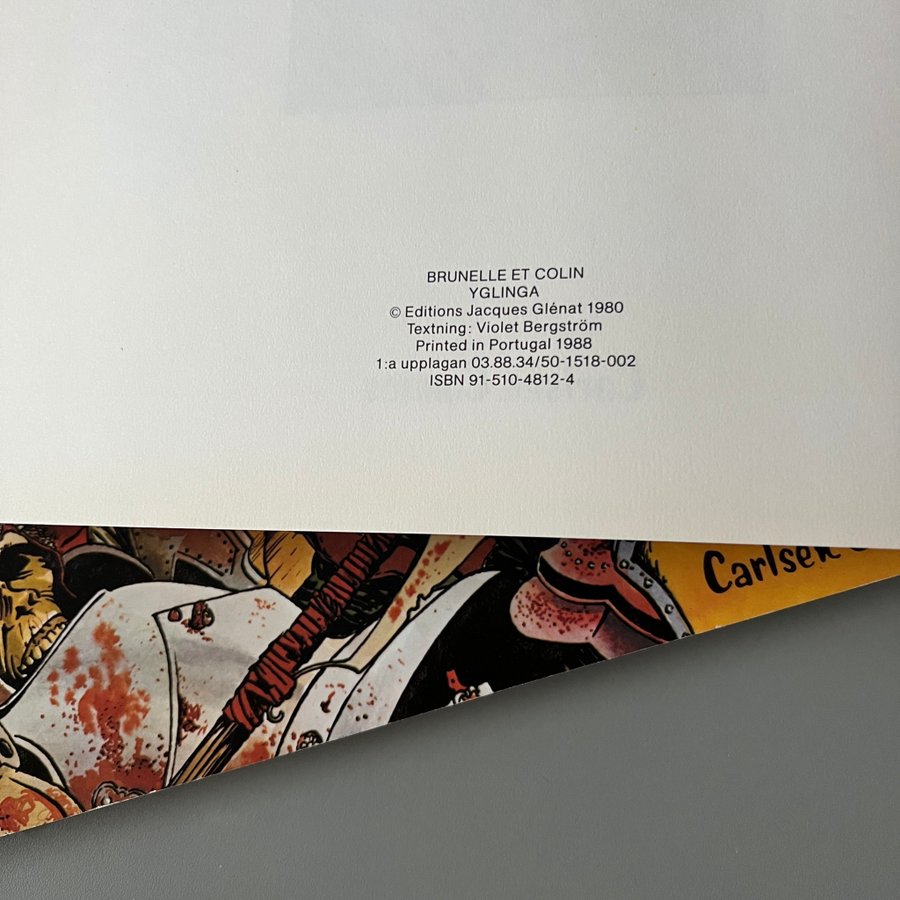 BRUNELLE ET COLIN
YGLINGA
© Editions Jacques Glénat 1980
Textning: Violet Bergström
Printed in Portugal 1988
1:a upplagan 03.88.34/50-1518-002
ISBN 91-510-4812-4
Carlsen